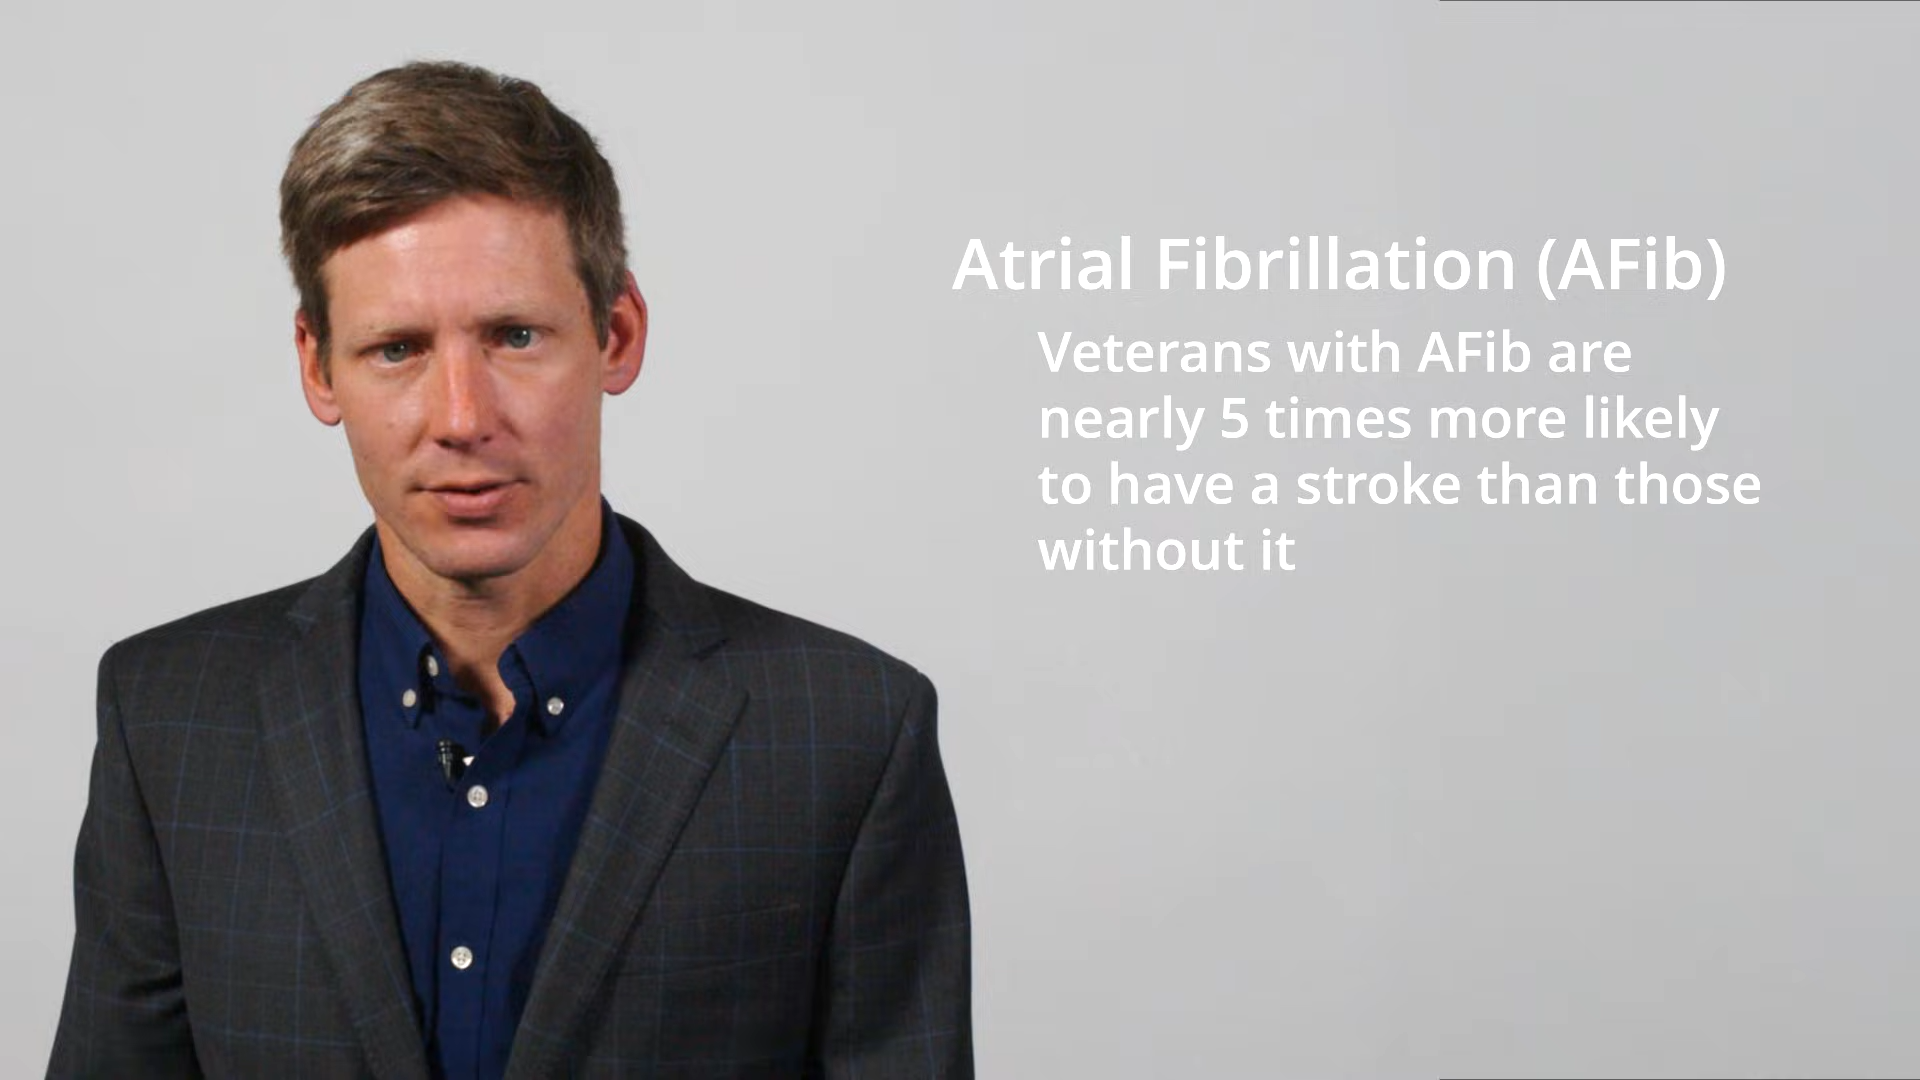 Atrial Fibrillation (AFib)
Veterans with AFib are
nearly 5 times more likely
to have a stroke than those
without it